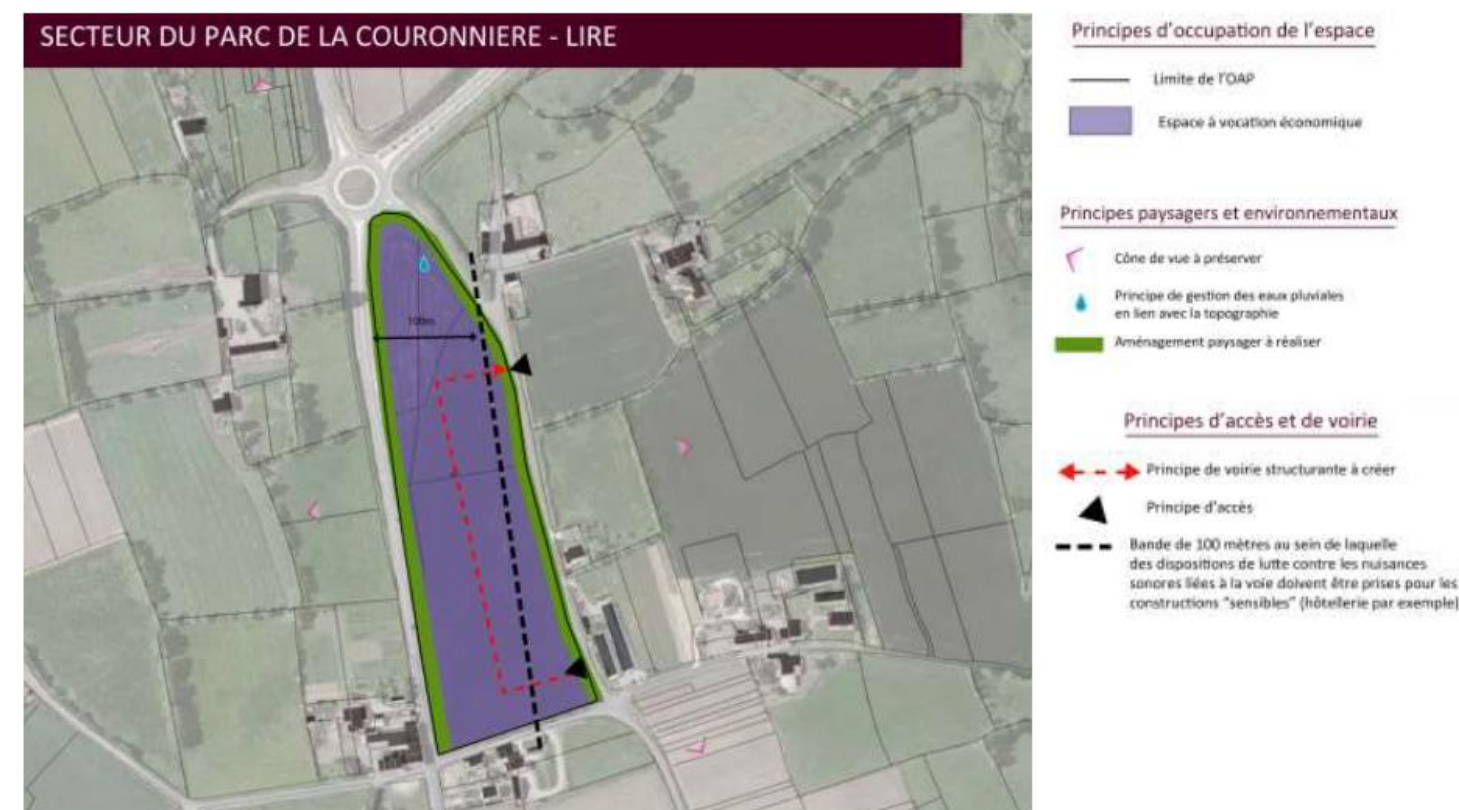 SECTEUR DU PARC DE LA COURONNIERE - LIRE
100m
Principes d'occupation de l'espace
Limite de l'OAP
Espace à vocation économique
Principes paysagers et environnementaux
Cône de vue à préserver
Principe de gestion des eaux pluviales
en lien avec la topographie
Aménagement paysager à réaliser
Principes d'accès et de voirie
Principe de voirie structurante à créer
Principe d'accès
Bande de 100 mètres au sein de laquelle
des dispositions de lutte contre les nuisances
sonores liées à la voie doivent être prises pour les
constructions "sensibles" (hôtellerie par exemple)